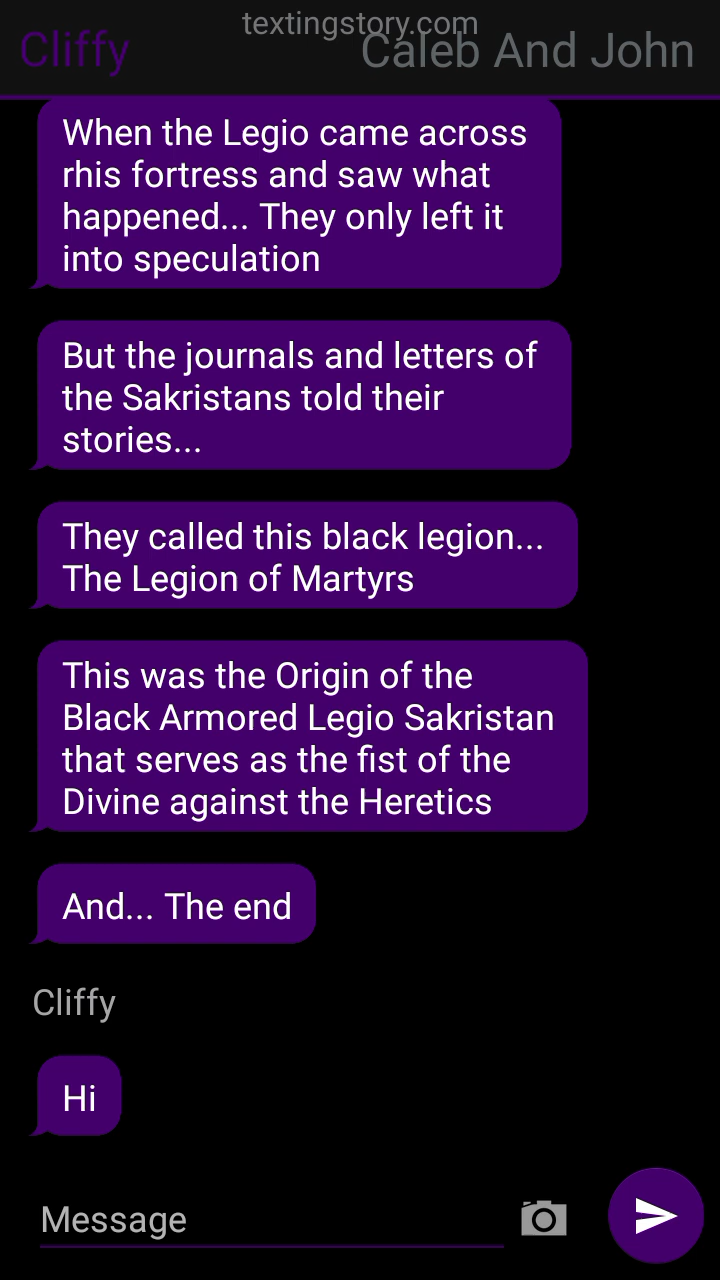 textingstory.com
Cliffy
Caleb And John
When the Legio came across
rhis fortress and saw what
happened... They only left it
into speculation
But the journals and letters of
the Sakristans told their
stories...
They called this black legion...
The Legion of Martyrs
This was the Origin of the
Black Armored Legio Sakristan
that serves as the fist of the
Divine against the Heretics
And... The end
Cliffy
Hi
Message